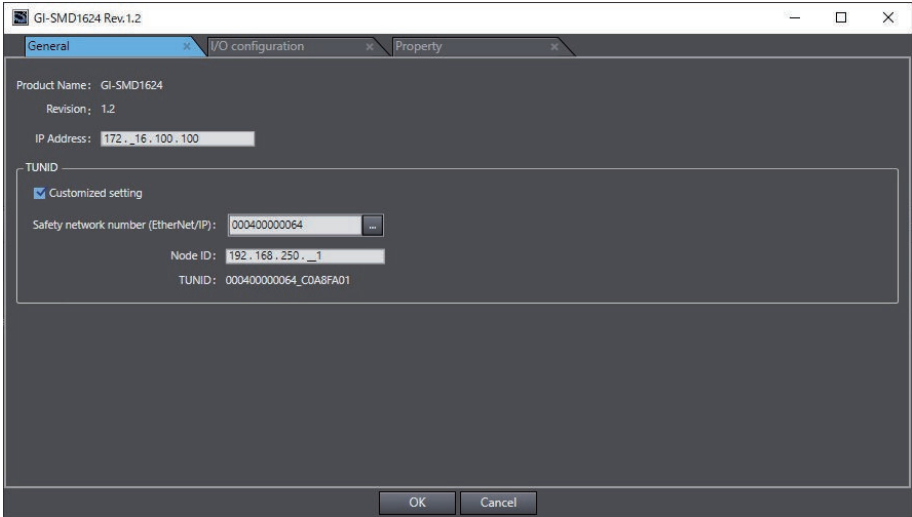 GI-SMD1624 Rev.1.2
General I/O configuration Property
Product Name: GI-SMD1624
Revision: 1.2
IP Address: 172._16.100.100
TUNID
Customized setting
Safety network number (EtherNet/IP): 000400000064 ...
Node ID: 192.168.250.__1
TUNID: 000400000064_C0A8FA01
OK Cancel